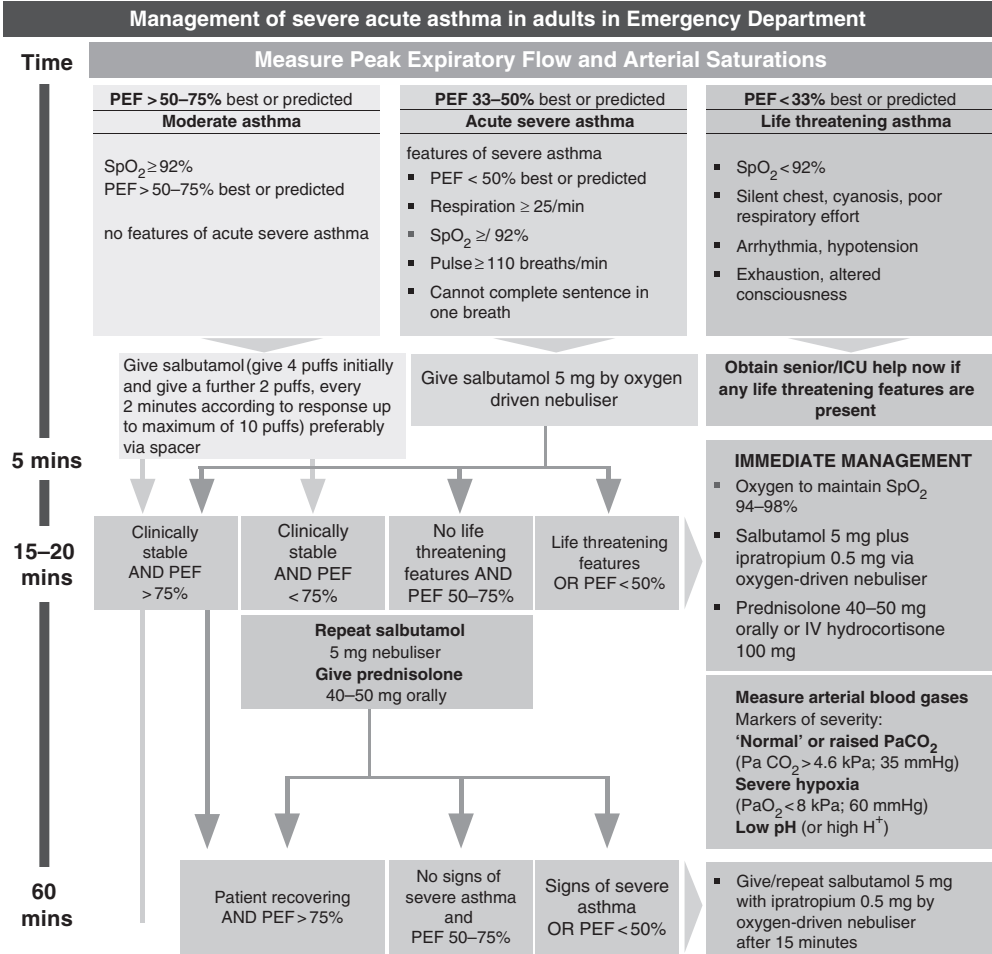 Management of severe acute asthma in adults in Emergency Department
Time
Measure Peak Expiratory Flow and Arterial Saturations
PEF > 50–75% best or predicted
Moderate asthma
SpO2 ≥ 92%
PEF > 50–75% best or predicted
no features of acute severe asthma
PEF 33–50% best or predicted
Acute severe asthma
features of severe asthma
▪ PEF < 50% best or predicted
▪ Respiration ≥ 25/min
▪ SpO2 ≥/ 92%
▪ Pulse ≥ 110 breaths/min
▪ Cannot complete sentence in
one breath
PEF < 33% best or predicted
Life threatening asthma
▪ SpO2 < 92%
▪ Silent chest, cyanosis, poor
respiratory effort
▪ Arrhythmia, hypotension
▪ Exhaustion, altered
consciousness
Give salbutamol (give 4 puffs initially
and give a further 2 puffs, every
2 minutes according to response up
to maximum of 10 puffs) preferably
via spacer
Give salbutamol 5 mg by oxygen
driven nebuliser
Obtain senior/ICU help now if
any life threatening features are
present
5 mins
15–20
mins
Clinically
stable
AND PEF
> 75%
Clinically
stable
AND PEF
< 75%
No life
threatening
features AND
PEF 50–75%
Life threatening
features
OR PEF < 50%
IMMEDIATE MANAGEMENT
▪ Oxygen to maintain SpO2
94–98%
▪ Salbutamol 5 mg plus
ipratropium 0.5 mg via
oxygen-driven nebuliser
▪ Prednisolone 40–50 mg
orally or IV hydrocortisone
100 mg
Repeat salbutamol
5 mg nebuliser
Give prednisolone
40–50 mg orally
Measure arterial blood gases
Markers of severity:
‘Normal’ or raised PaCO2
(Pa CO2 > 4.6 kPa; 35 mmHg)
Severe hypoxia
(PaO2 < 8 kPa; 60 mmHg)
Low pH (or high H+)
60
mins
Patient recovering
AND PEF > 75%
No signs of
severe asthma
and
PEF 50–75%
Signs of severe
asthma
OR PEF < 50%
▪ Give/repeat salbutamol 5 mg
with ipratropium 0.5 mg by
oxygen-driven nebuliser
after 15 minutes